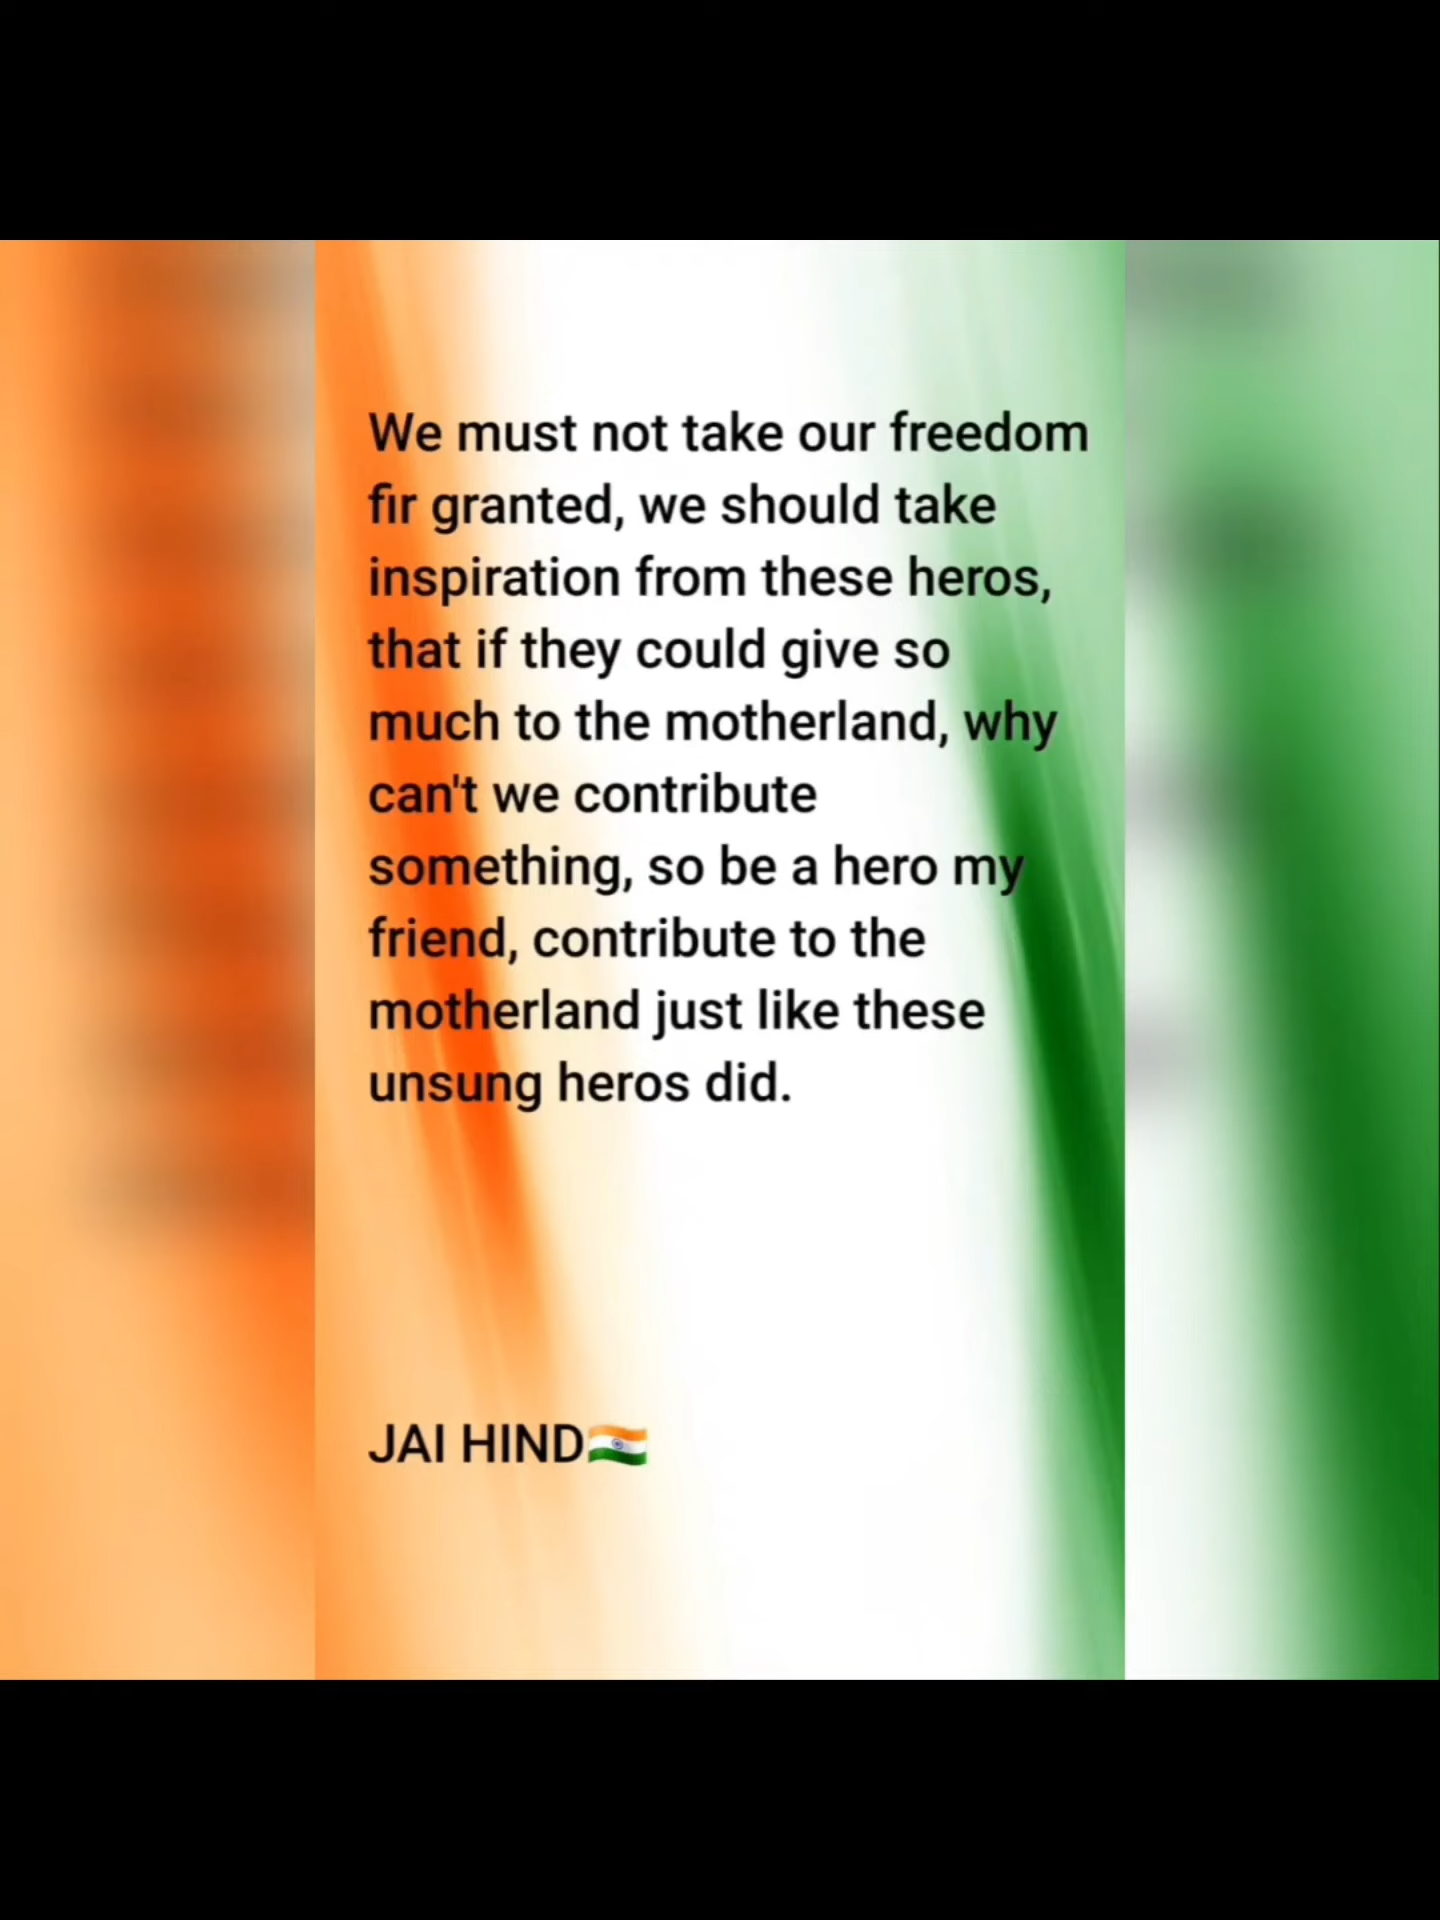 We must not take our freedom
fir granted, we should take
inspiration from these heros,
that if they could give so
much to the motherland, why
can't we contribute
something, so be a hero my
friend, contribute to the
motherland just like these
unsung heros did.
JAI HIND🇮🇳